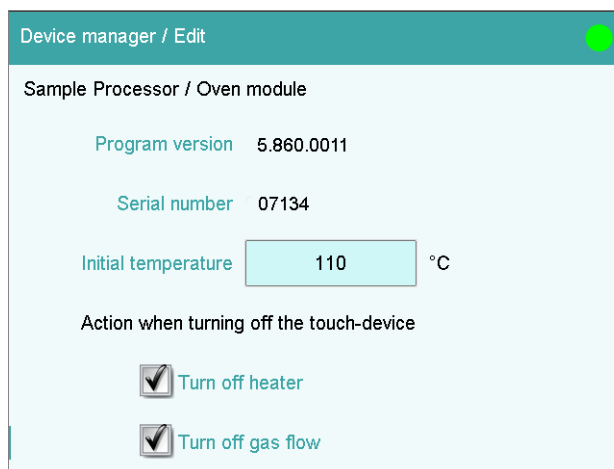 Device manager / Edit
Sample Processor / Oven module
Program version 5.860.0011
Serial number 07134
Initial temperature 110 °C
Action when turning off the touch-device
Turn off heater
Turn off gas flow